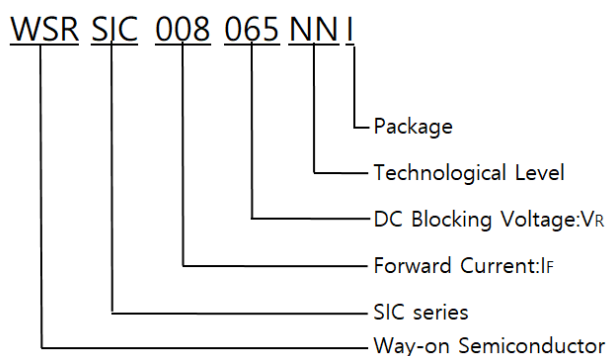 WSR SIC 008 065 NN I
Package
Technological Level
DC Blocking Voltage:VR
Forward Current:IF
SIC series
Way-on Semiconductor